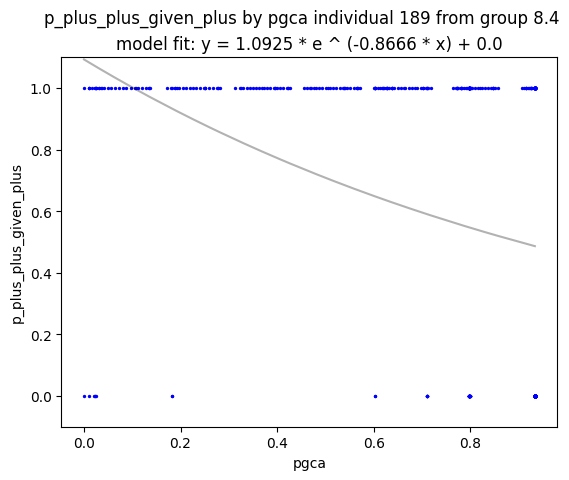 p_plus_plus_given_plus by pgca individual 189 from group 8.4
model fit: y = 1.0925 * e ^ (-0.8666 * x) + 0.0
1.0
0.8
0.6
0.4
0.2
0.0
p_plus_plus_given_plus
0.0 0.2 0.4 0.6 0.8
pgca